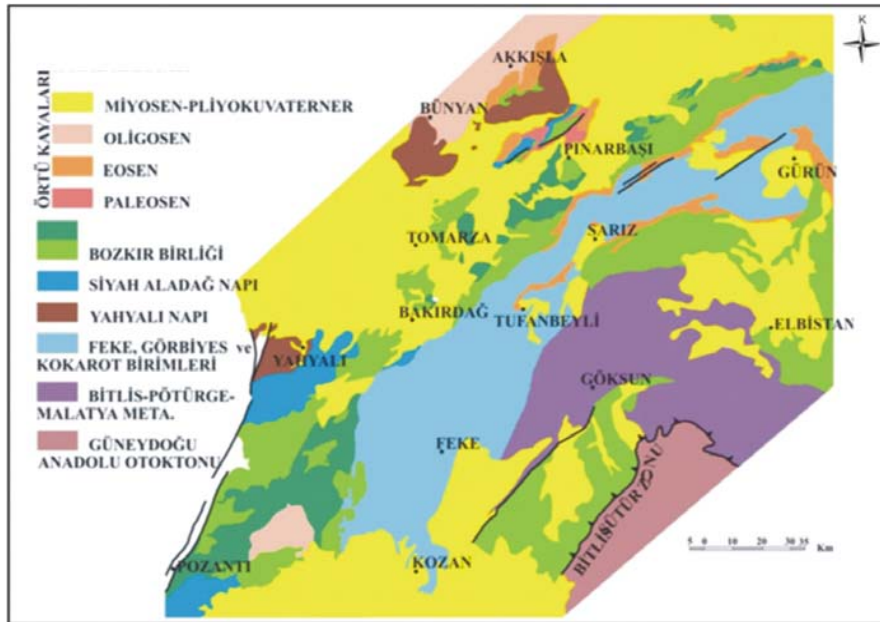 K
ÖRTÜ KAYALARI
MİYOSEN-PLİYOKUVATERNER
OLİGOSEN
EOSEN
PALEOSEN
BOZKIR BİRLİĞİ
SİYAH ALADAĞ NAPI
YAHYALI NAPI
FEKE, GÖRBİYES ve
KOKAROT BİRİMLERİ
BİTLİS-PÖTÜRGE-
MALATYA META.
GÜNEYDOĞU
ANADOLU OTOKTONU
AKKIŞLA
BÜNYAN
PINARBAŞI
GÜRÜN
TOMARZA
SARIZ
BAKIRDAĞ
TUFANBEYLİ
ELBİSTAN
YAHYALI
GÖKSUN
FEKE
BİTLİS SÜTÜR ZONU
POZANTI
KOZAN
5 0 10 20 30 35
Km